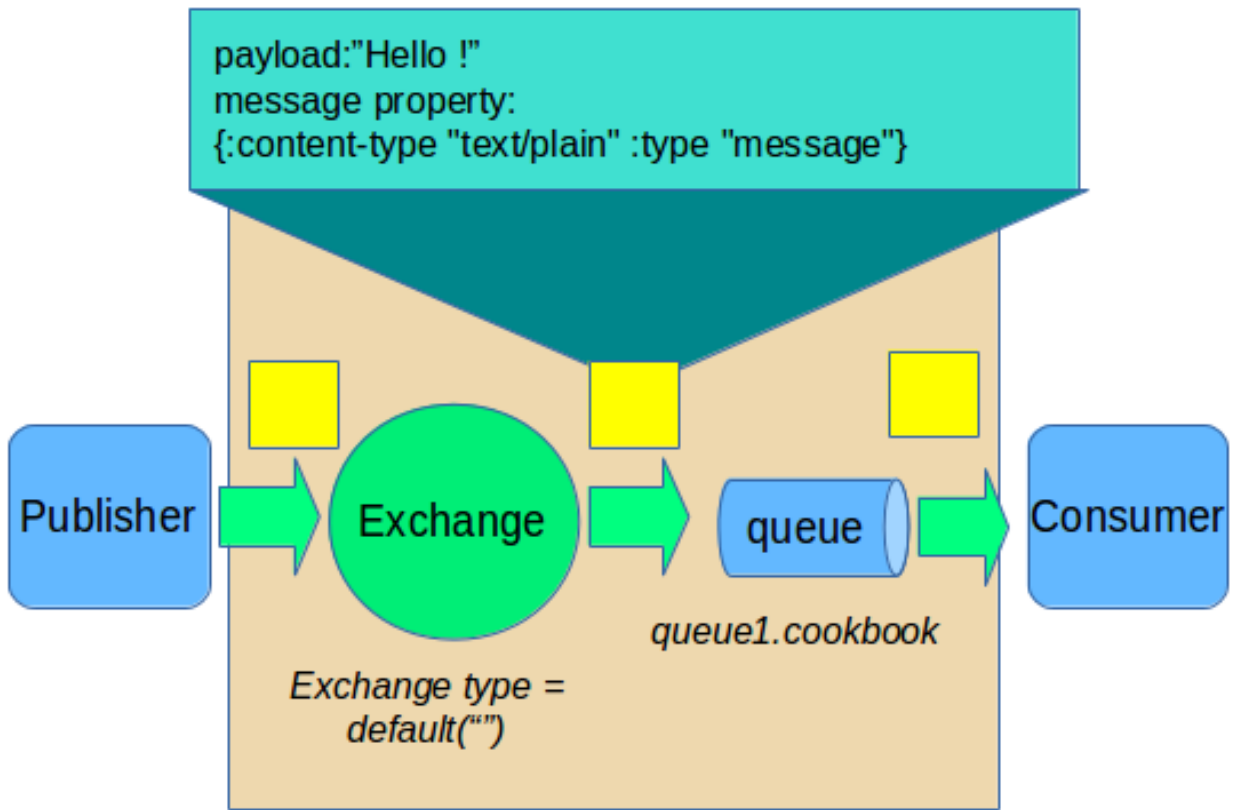 payload:”Hello !”
message property:
{:content-type "text/plain" :type "message"}
Publisher
Exchange
queue
Consumer
queue1.cookbook
Exchange type =
default(“”)